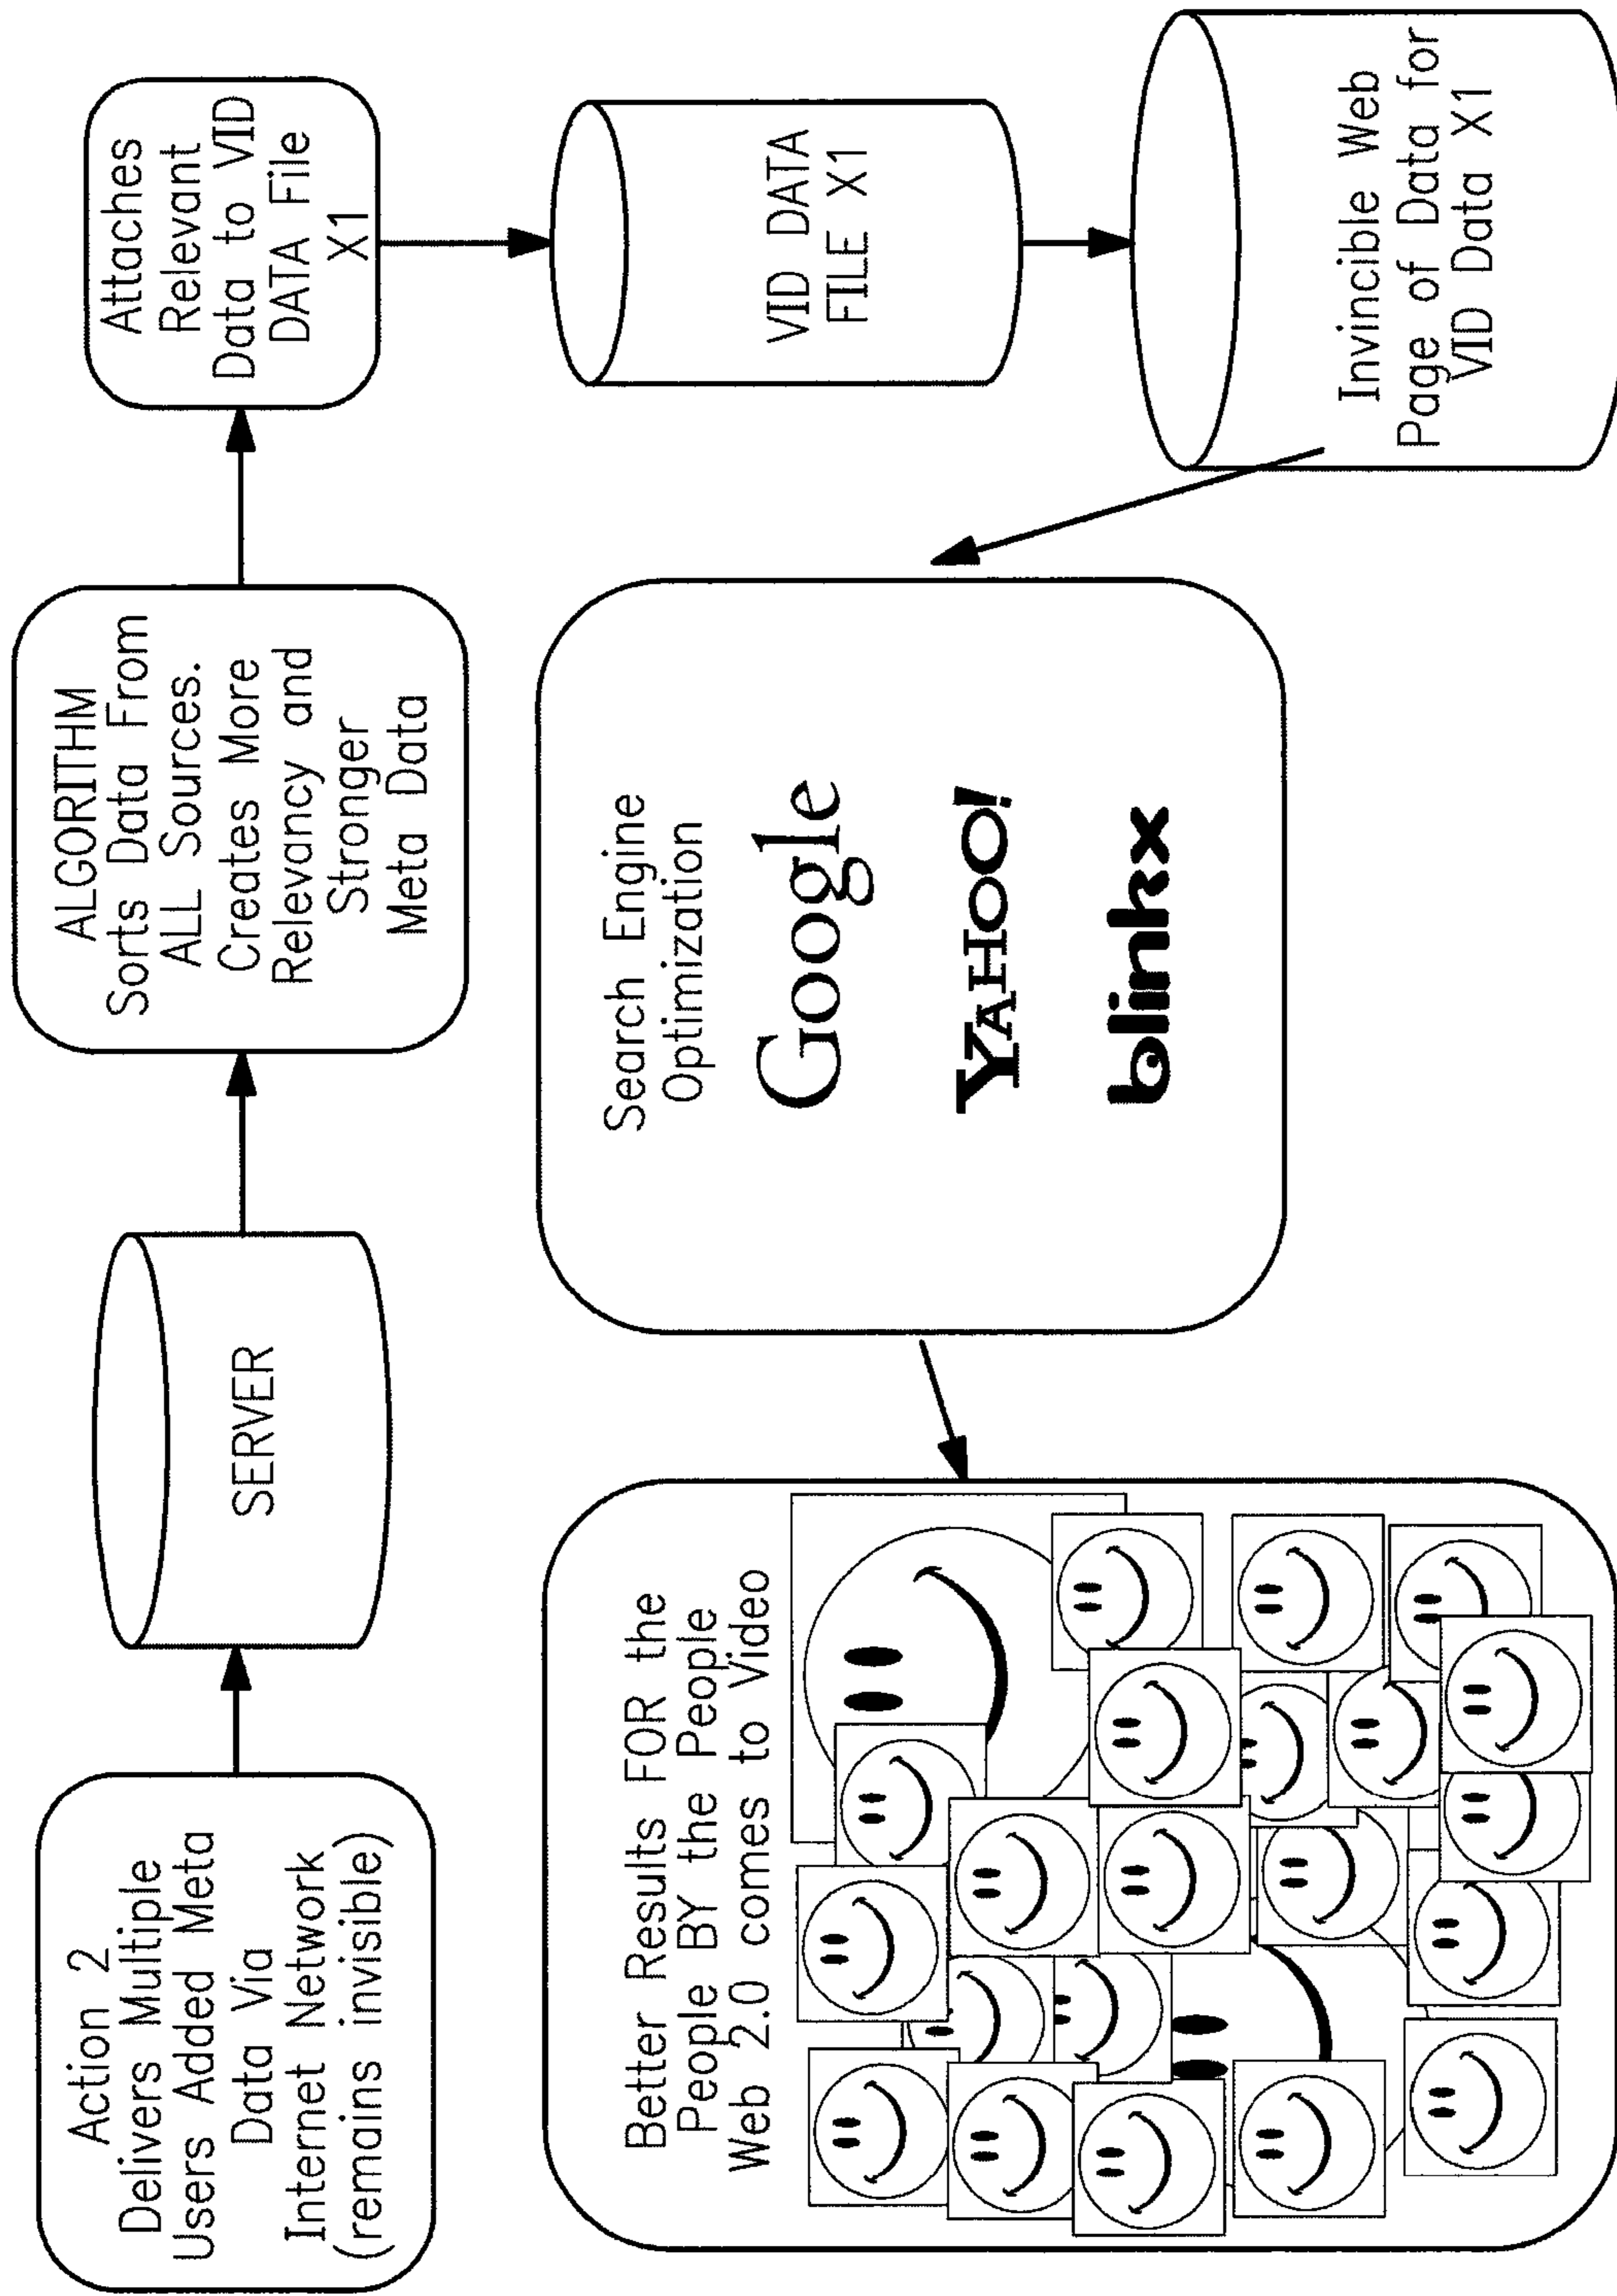 Action 2
Delivers Multiple
Users Added Meta
Data Via
Internet Network
(remains invisible)
SERVER
ALGORITHM
Sorts Data From
ALL Sources.
Creates More
Relevancy and
Stronger
Meta Data
Attaches
Relevant
Data to VID
DATA File
X1
VID DATA
FILE X1
Invincible Web
Page of Data for
VID Data X1
Search Engine
Optimization
Google
YAHOO!
blinkx
Better Results FOR the
People BY the People
Web 2.0 comes to Video